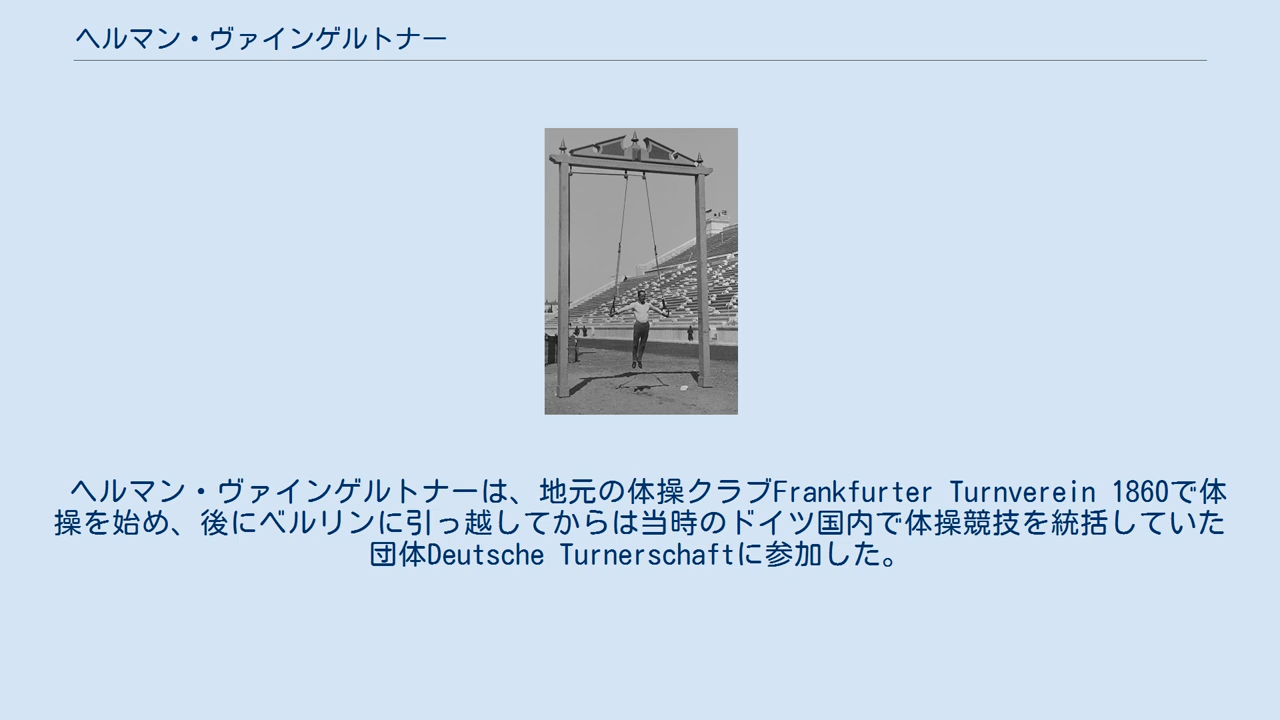 ヘルマン・ヴァインゲルトナー
ヘルマン・ヴァインゲルトナーは、地元の体操クラブFrankfurter Turnverein 1860で体
操を始め、後にベルリンに引っ越してからは当時のドイツ国内で体操競技を統括していた
団体Deutsche Turnerschaftに参加した。